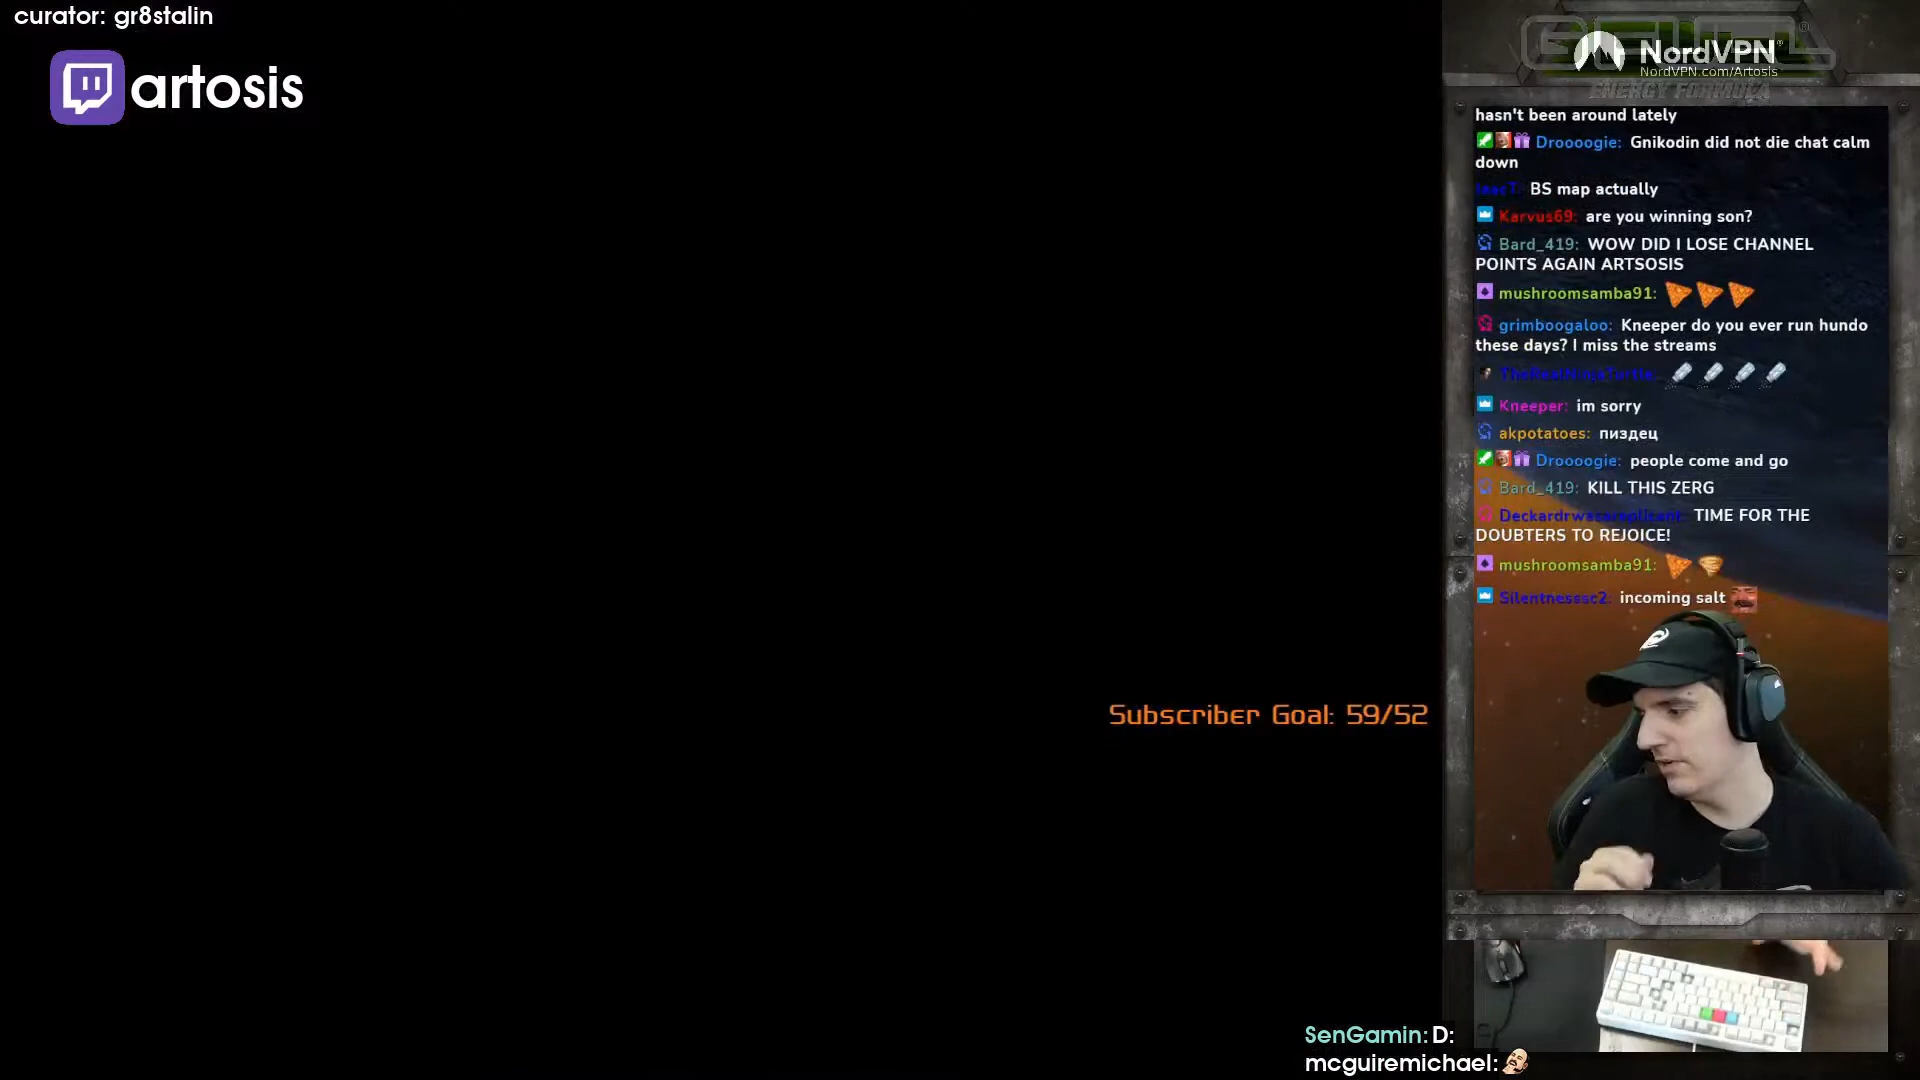 curator: gr8stalin
artosis
NordVPN
NordVPN.com/Artosis
ENERGY FORMULA
hasn't been around lately
Droooogie: Gnikodin did not die chat calm
down
BS map actually
Karvus69: are you winning son?
Bard_419: WOW DID I LOSE CHANNEL
POINTS AGAIN ARTSOSIS
mushroomsamba91:
grimboogaloo: Kneeper do you ever run hundo
these days? I miss the streams
TheRealNinjaTurtle:
Kneeper: im sorry
akpotatoes: пиздец
Droooogie: people come and go
Bard_419: KILL THIS ZERG
Deckardrwasareplicant: TIME FOR THE
DOUBTERS TO REJOICE!
mushroomsamba91:
Silentnesssc2: incoming salt
Subscriber Goal: 59/52
SenGamin: D:
mcguiremichael: